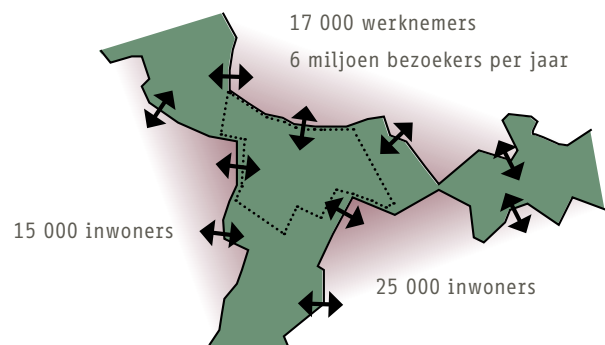 17 000 werknemers
6 miljoen bezoekers per jaar
15 000 inwoners
25 000 inwoners